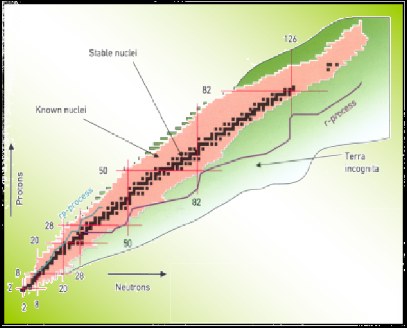 126
Stable nuclei
82
Known nuclei
r-process
50
Terra
incognita
Protons
rp-process
82
28
20
50
8
28
2
20
Neutrons
8
2